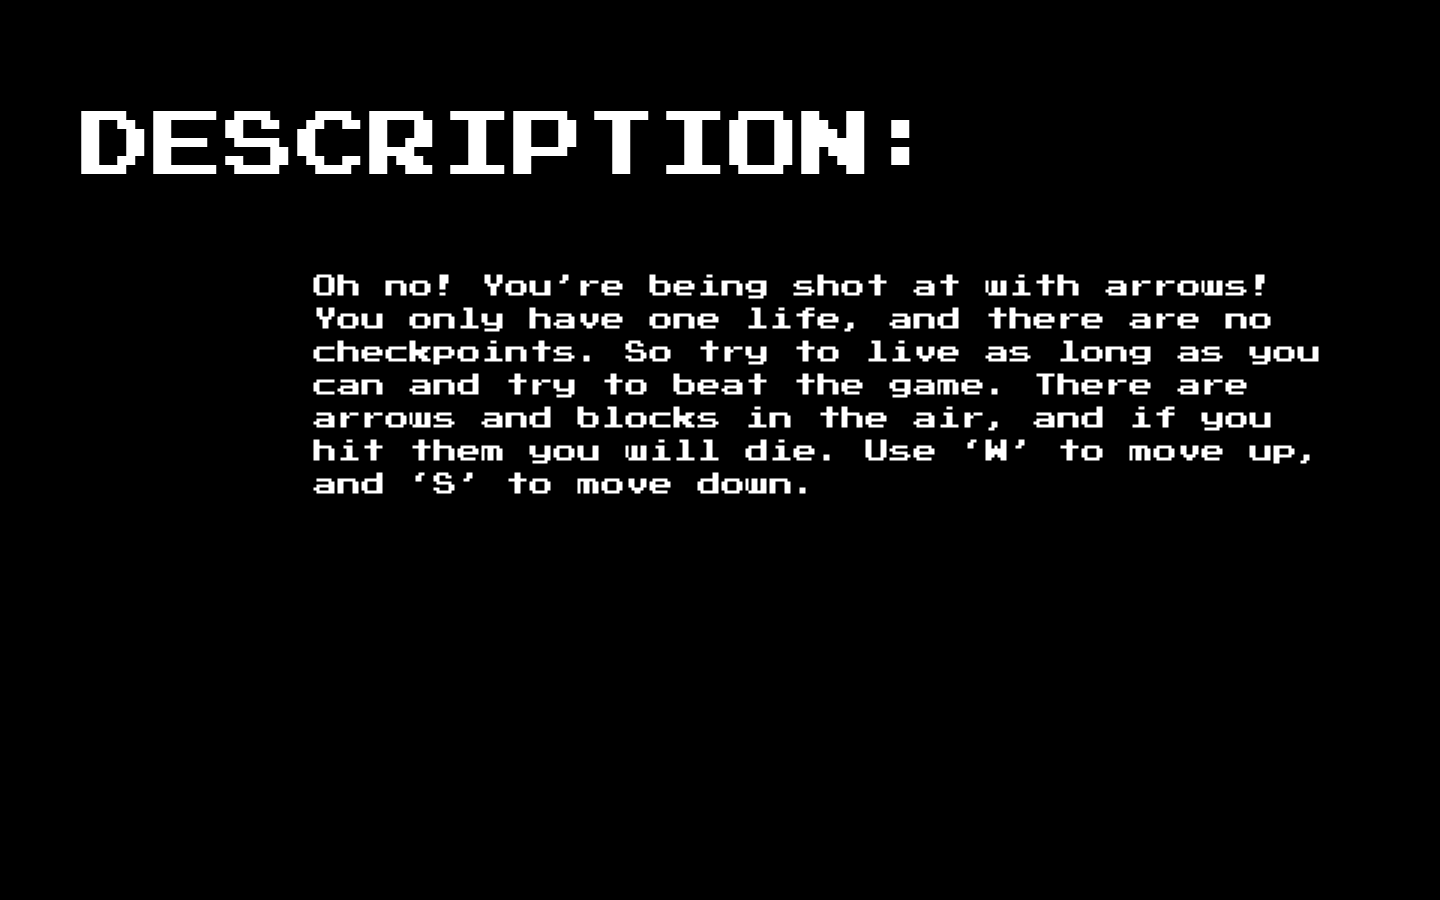 DESCRIPTION:
Oh no! You're being shot at with arrows!
You only have one life, and there are no
checkpoints. So try to live as long as you
can and try to beat the game. There are
arrows and blocks in the air, and if you
hit them you will die. Use ‘W’ to move up,
and ‘S’ to move down.